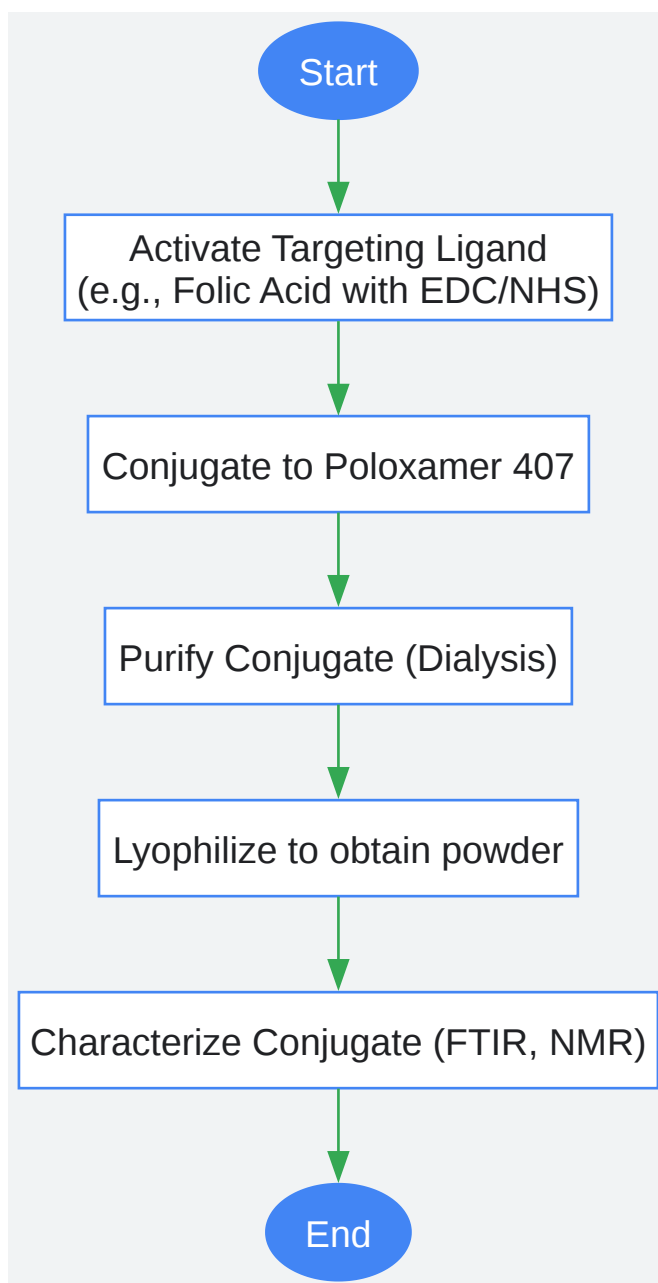 Start
Activate Targeting Ligand
(e.g., Folic Acid with EDC/NHS)
Conjugate to Poloxamer 407
Purify Conjugate (Dialysis)
Lyophilize to obtain powder
Characterize Conjugate (FTIR, NMR)
End